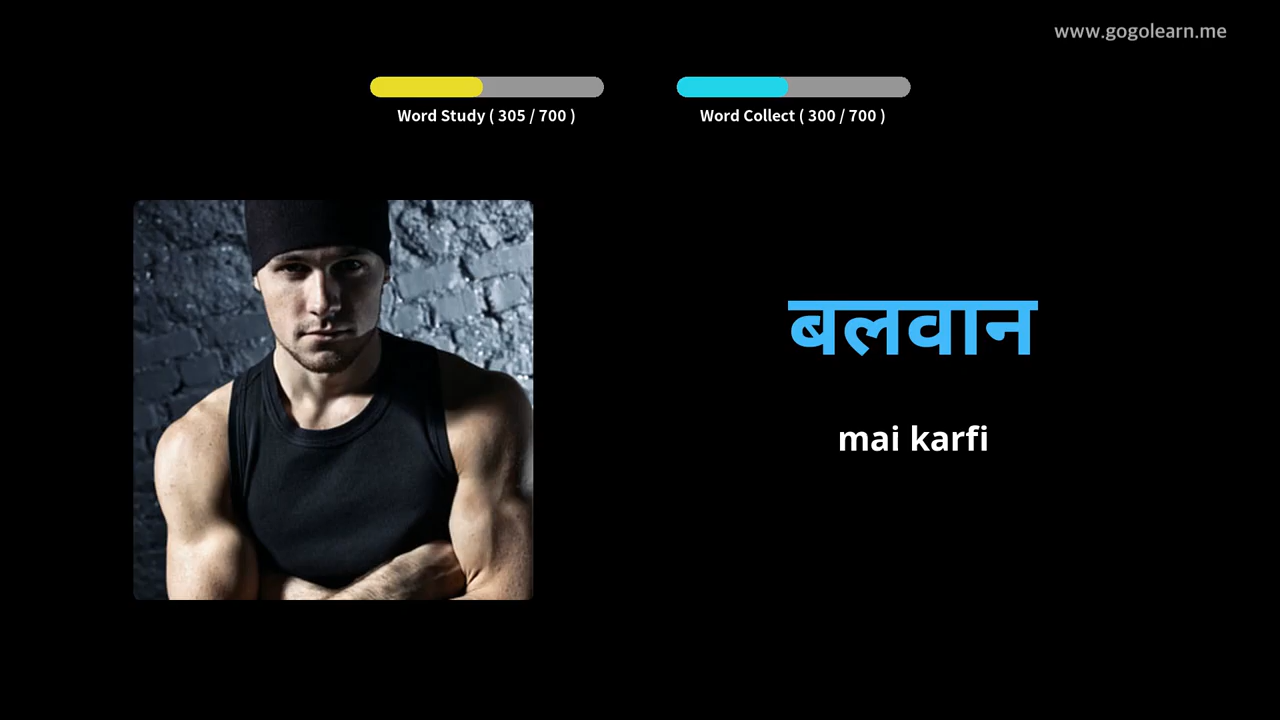 www.gogolearn.me
Word Study ( 305 / 700 )
Word Collect ( 300 / 700 )
बलवान
mai karfi